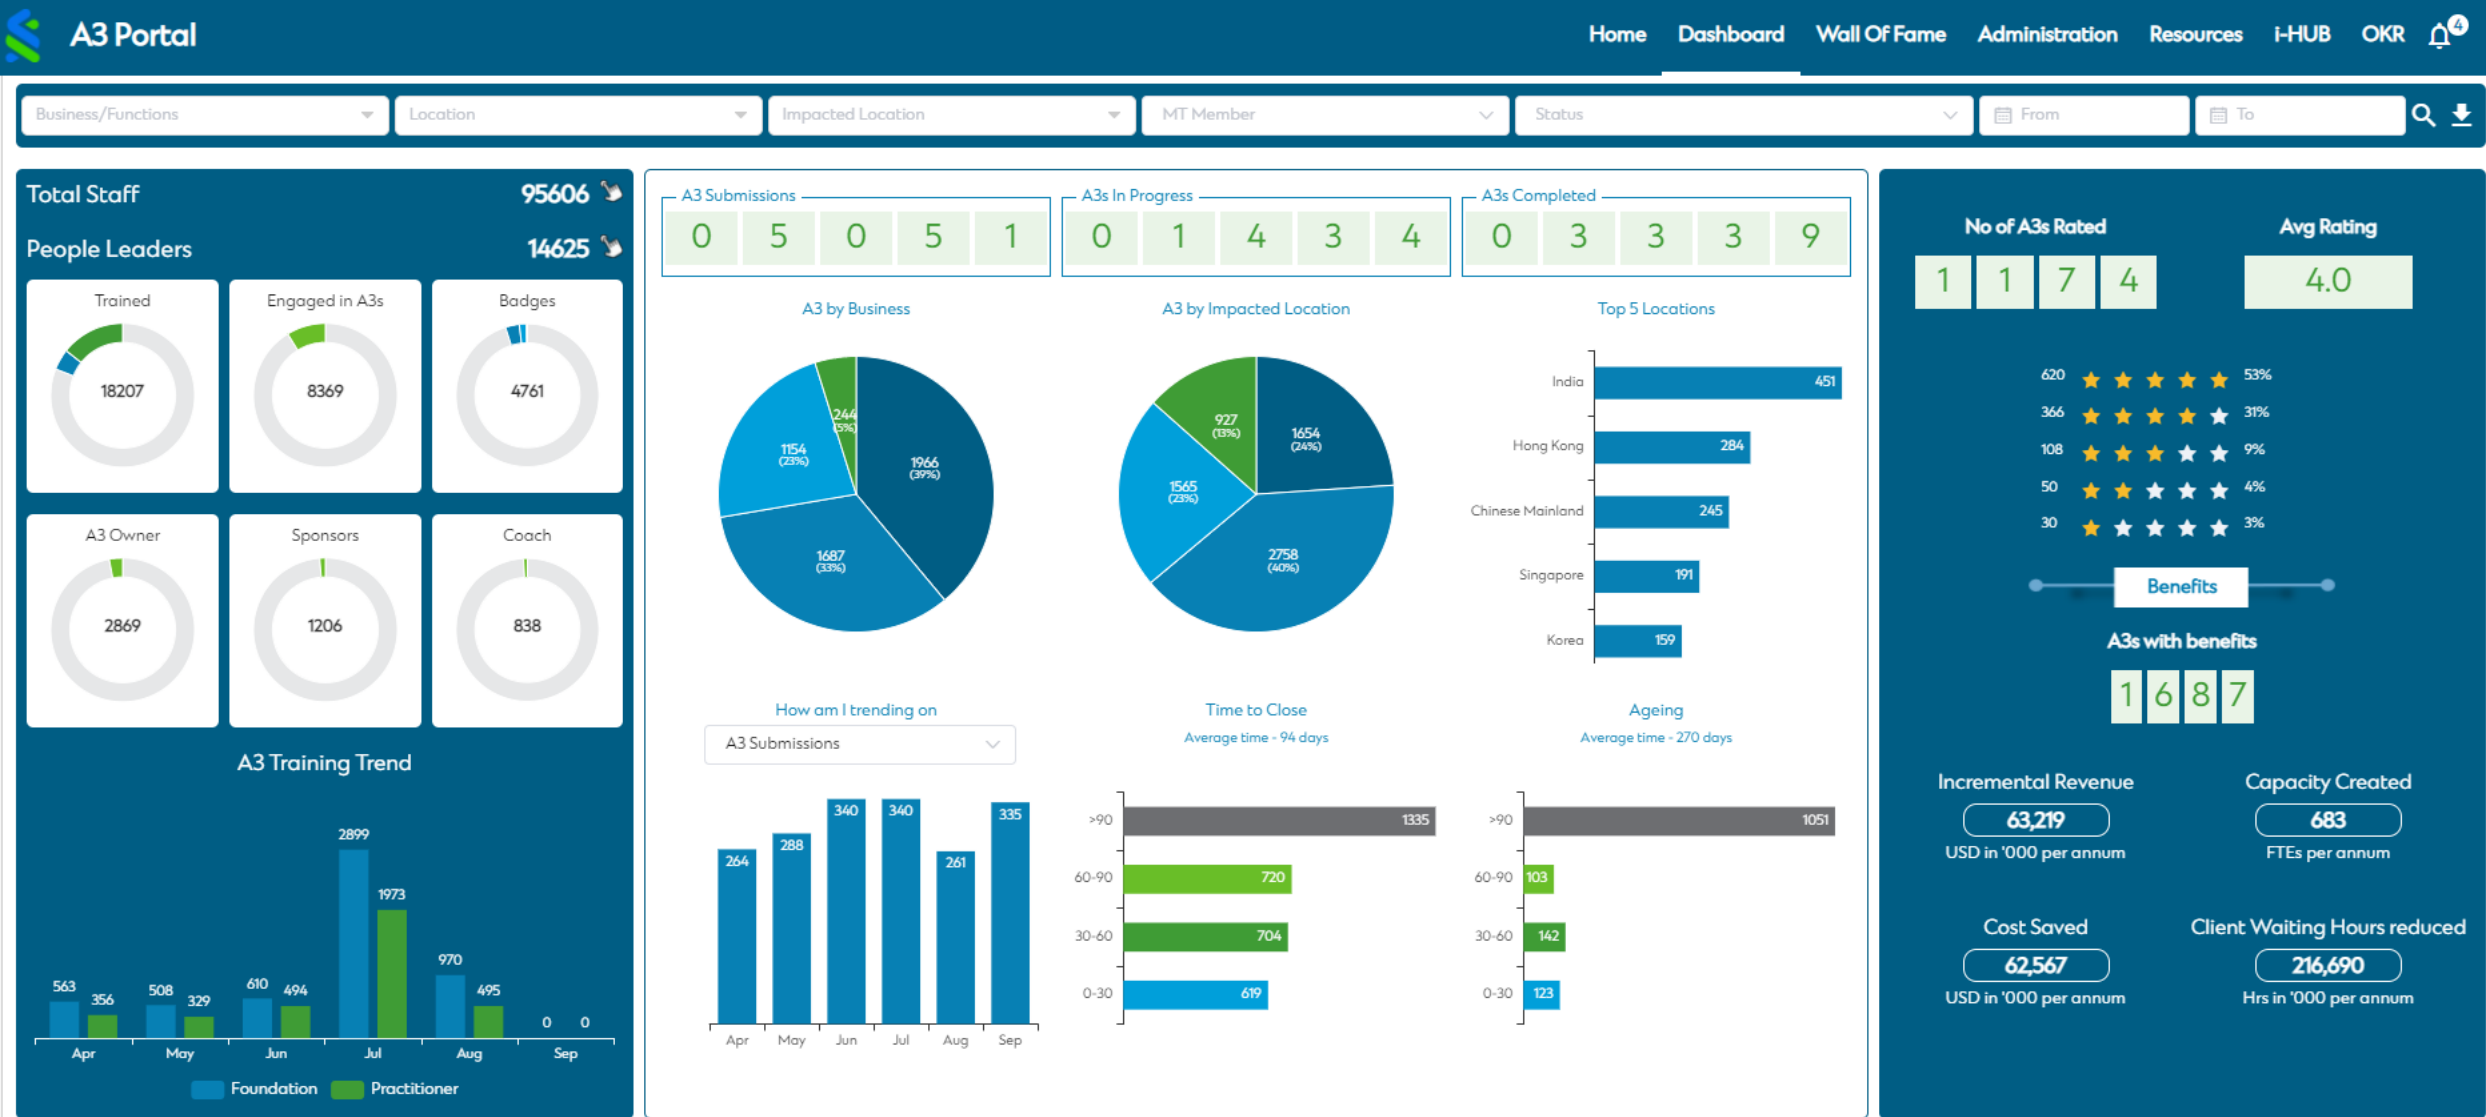 A3 Portal
Home Dashboard Wall Of Fame Administration Resources i-HUB OKR 4
Business/Functions Location Impacted Location MT Member Status From To
Total Staff 95606
People Leaders 14625
Trained
18207
Engaged in A3s
8369
Badges
4761
A3 Owner
2869
Sponsors
1206
Coach
838
A3 Training Trend
2899
1973
970
563 356 508 329 610 494 495 0 0
Apr May Jun Jul Aug Sep
Foundation Practitioner
A3 Submissions
0 5 0 5 1
A3s In Progress
0 1 4 3 4
A3s Completed
0 3 3 3 9
A3 by Business
244
(5%)
1154
(23%)
1966
(39%)
1687
(33%)
A3 by Impacted Location
927
(13%)
1654
(24%)
1565
(23%)
2758
(40%)
Top 5 Locations
India 451
Hong Kong 284
Chinese Mainland 245
Singapore 191
Korea 159
How am I trending on
A3 Submissions
264 288 340 340 261 335
Apr May Jun Jul Aug Sep
Time to Close
Average time - 94 days
>90 1335
60-90 720
30-60 704
0-30 619
Ageing
Average time - 270 days
>90 1051
60-90 103
30-60 142
0-30 123
No of A3s Rated
1 1 7 4
Avg Rating
4.0
620 53%
366 31%
108 9%
50 4%
30 3%
Benefits
A3s with benefits
1 6 8 7
Incremental Revenue
63,219
USD in '000 per annum
Capacity Created
683
FTEs per annum
Cost Saved
62,567
USD in '000 per annum
Client Waiting Hours reduced
216,690
Hrs in '000 per annum